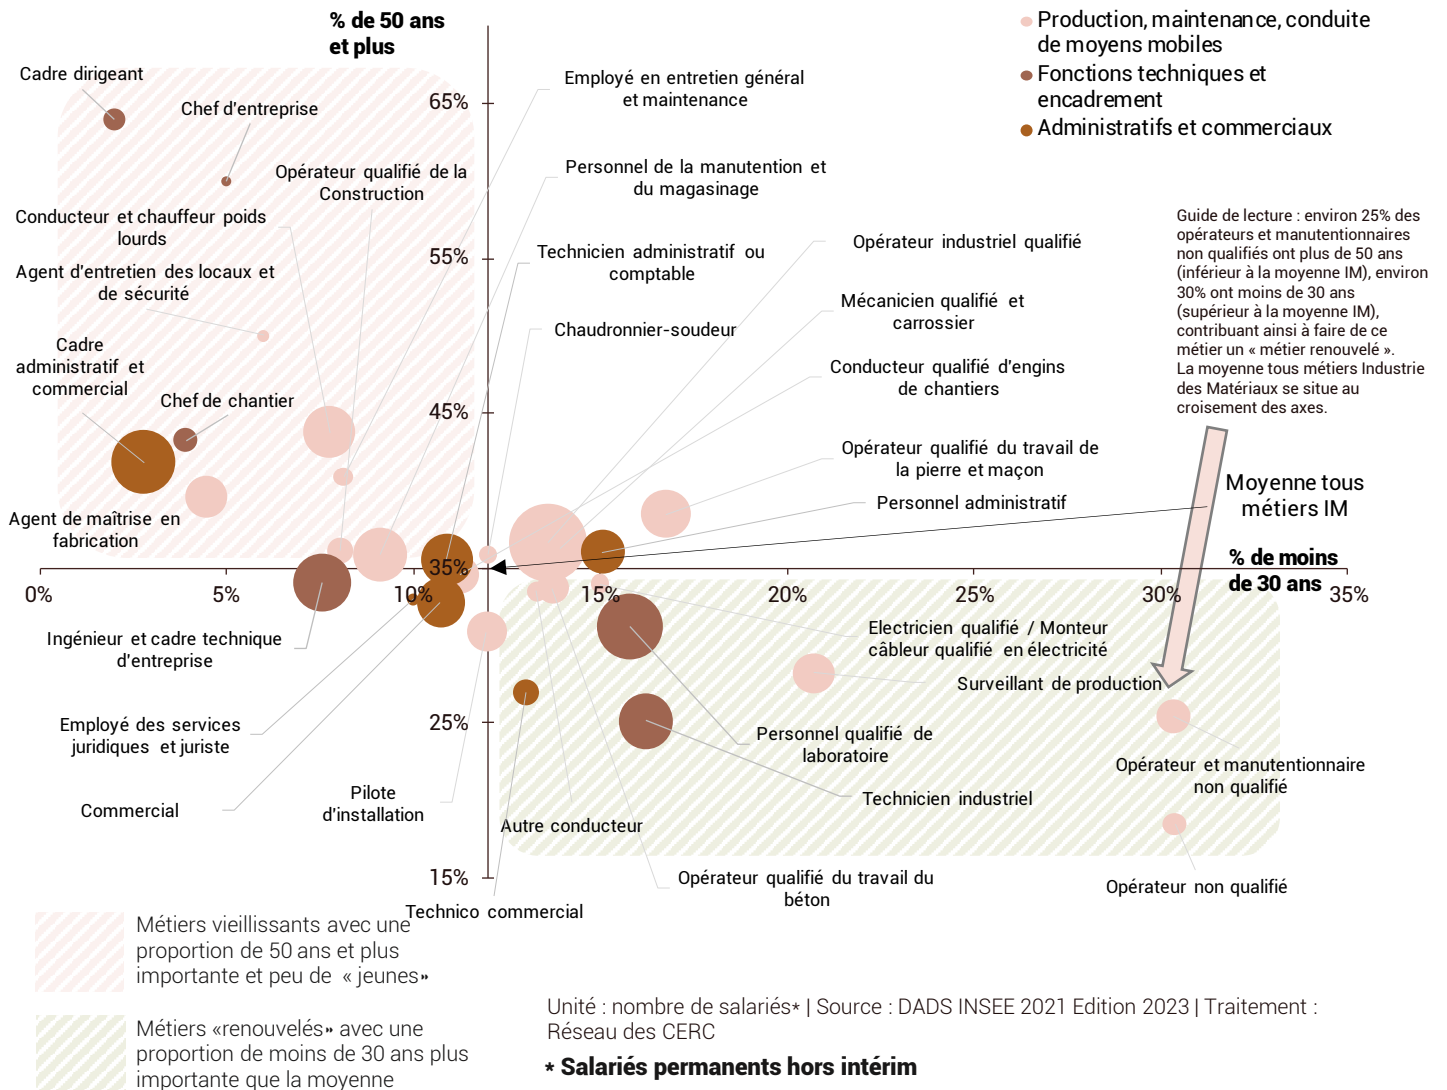 % de 50 ans
et plus
Production, maintenance, conduite
de moyens mobiles
Fonctions techniques et
encadrement
Administratifs et commerciaux
Cadre dirigeant
Chef d'entreprise
Employé en entretien général
et maintenance
65%
Opérateur qualifié de la
Construction
Personnel de la manutention et
du magasinage
Conducteur et chauffeur poids
lourds
Agent d'entretien des locaux et
de sécurité
55%
Technicien administratif ou
comptable
Opérateur industriel qualifié
Guide de lecture : environ 25% des
opérateurs et manutentionnaires
non qualifiés ont plus de 50 ans
(inférieur à la moyenne IM), environ
30% ont moins de 30 ans
(supérieur à la moyenne IM),
contribuant ainsi à faire de ce
métier un « métier renouvelé ».
La moyenne tous métiers Industrie
des Matériaux se situe au
croisement des axes.
Cadre
administratif et
commercial
Chaudronnier-soudeur
Mécanicien qualifié et
carrossier
Chef de chantier
45%
Conducteur qualifié d'engins
de chantiers
Opérateur qualifié du travail de
la pierre et maçon
Personnel administratif
Moyenne tous
métiers IM
Agent de maîtrise en
fabrication
35%
% de moins
de 30 ans
0%
5%
10%
15%
20%
25%
30%
35%
Ingénieur et cadre technique
d'entreprise
Electricien qualifié / Monteur
câbleur qualifié en électricité
Surveillant de production
Employé des services
juridiques et juriste
25%
Personnel qualifié de
laboratoire
Opérateur et manutentionnaire
non qualifié
Commercial
Pilote
d'installation
Technicien industriel
Autre conducteur
15%
Opérateur qualifié du travail du
béton
Opérateur non qualifié
Technico commercial
Métiers vieillissants avec une
proportion de 50 ans et plus
importante et peu de « jeunes»
Métiers «renouvelés» avec une
proportion de moins de 30 ans plus
importante que la moyenne
Unité : nombre de salariés* | Source : DADS INSEE 2021 Edition 2023 | Traitement :
Réseau des CERC
* Salariés permanents hors intérim